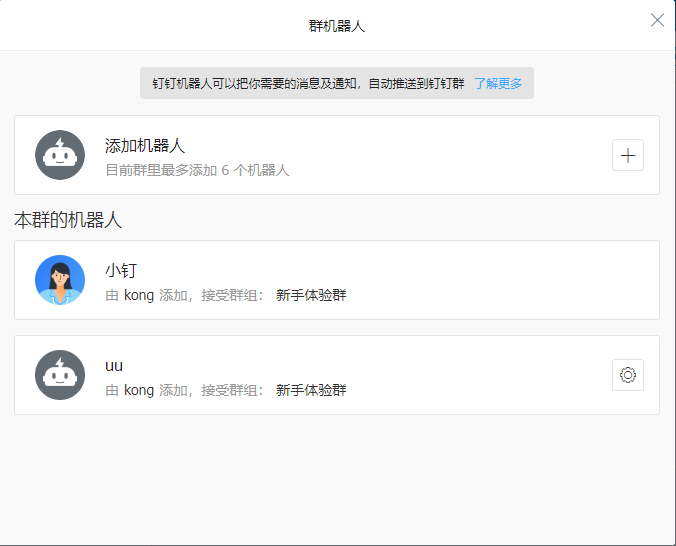 群机器人
钉钉机器人可以把你需要的消息及通知，自动推送到钉钉群 了解更多
添加机器人
目前群里最多添加 6 个机器人
本群的机器人
小钉
由 kong 添加，接受群组： 新手体验群
uu
由 kong 添加，接受群组： 新手体验群